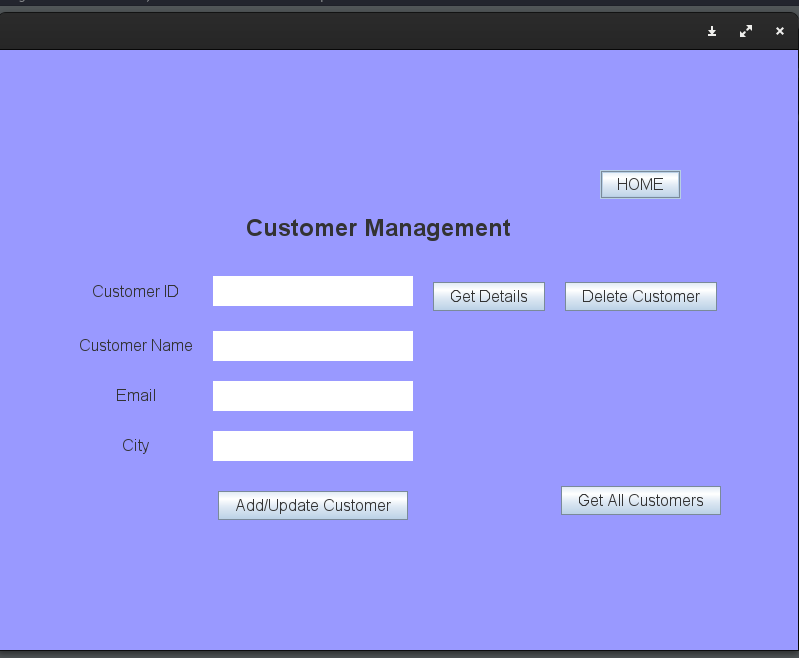 HOME
Customer Management
Customer ID
Get Details
Delete Customer
Customer Name
Email
City
Add/Update Customer
Get All Customers